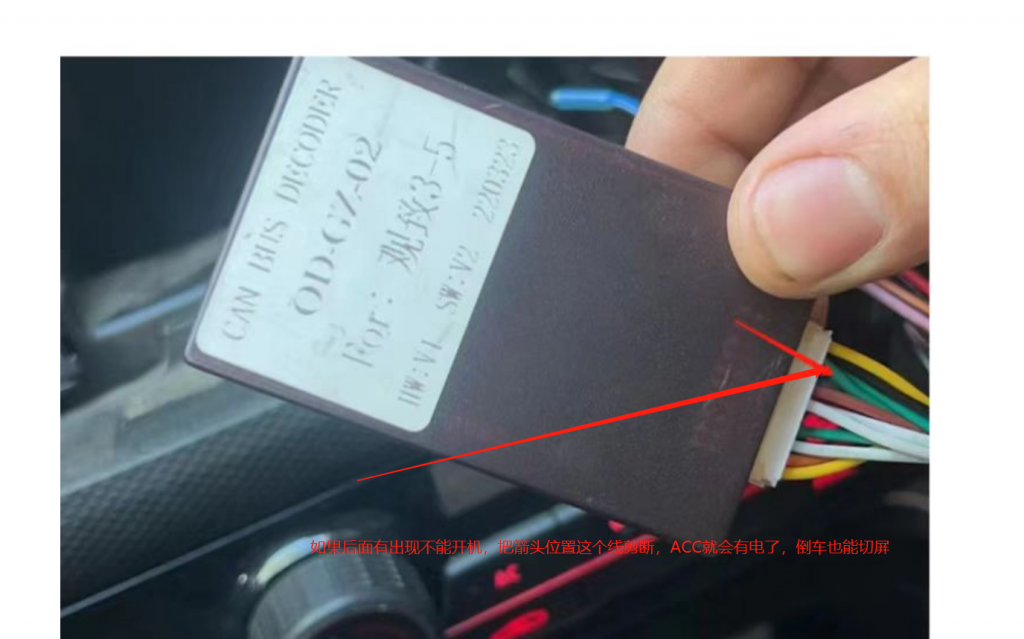 CAN BUS DECODER
OD-GZ-02
For：观致3-5
HW:V1 SW:V2 220323
如果后面有出现不能开机，把箭头位置这个线剪断，ACC就会有电了，倒车也能切屏